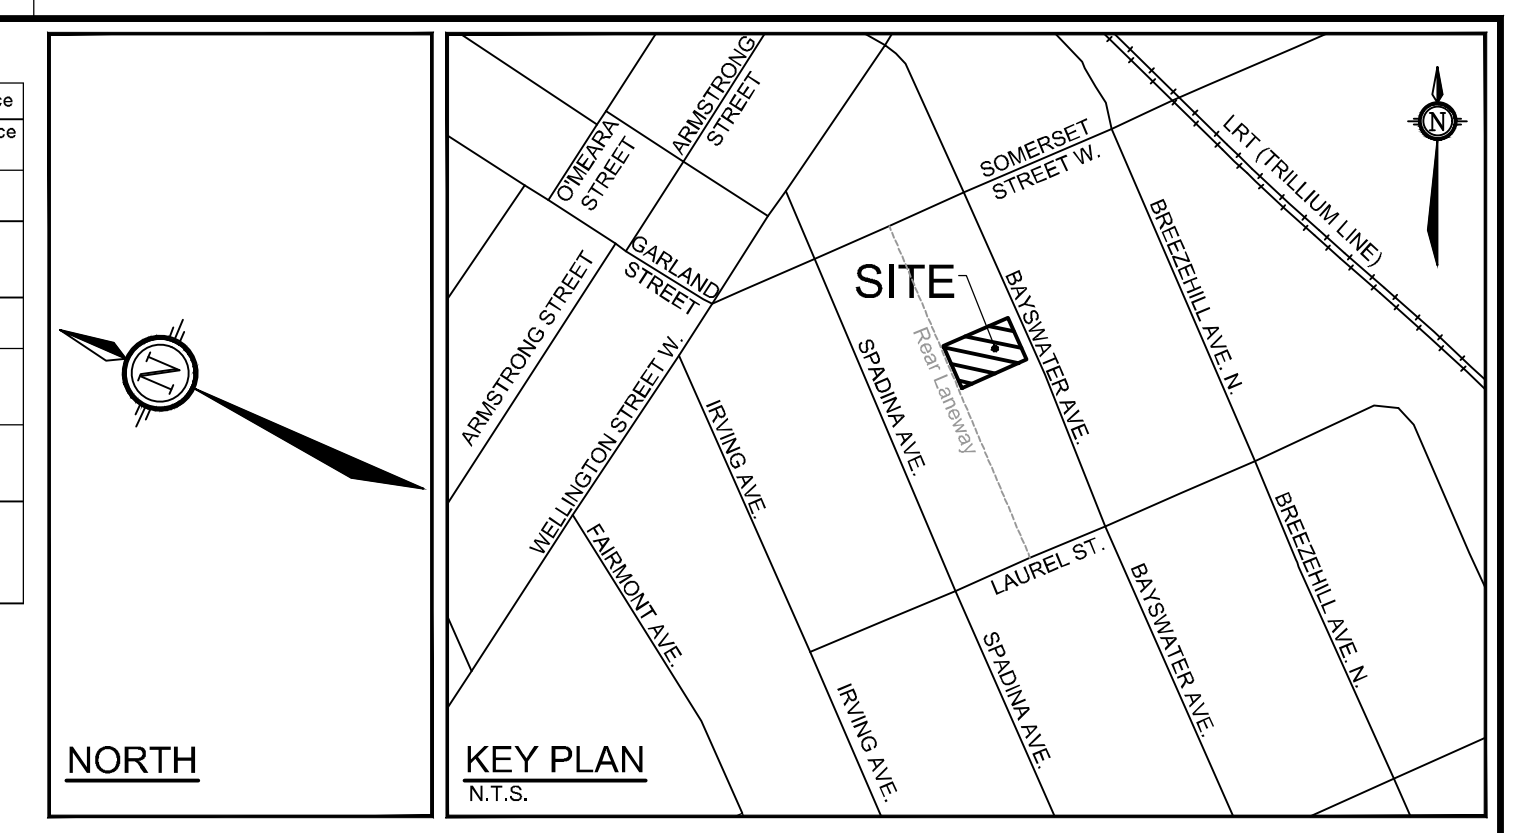 ce
ce
N
NORTH
ARMSTRONG
STREET
O'MEARA
STREET
SOMERSET
STREET W.
LRT (TRILLIUM LINE)
N
GARLAND
STREET
ARMSTRONG STREET
SITE
BAYSWATER AVE.
BREEZEHILL AVE. N.
WELLINGTON STREET W.
SPADINA AVE.
Rear Laneway
IRVING AVE.
FAIRMONT AVE.
LAUREL ST.
BREEZEHILL AVE. N.
BAYSWATER AVE.
SPADINA AVE.
IRVING AVE.
KEY PLAN
N.T.S.